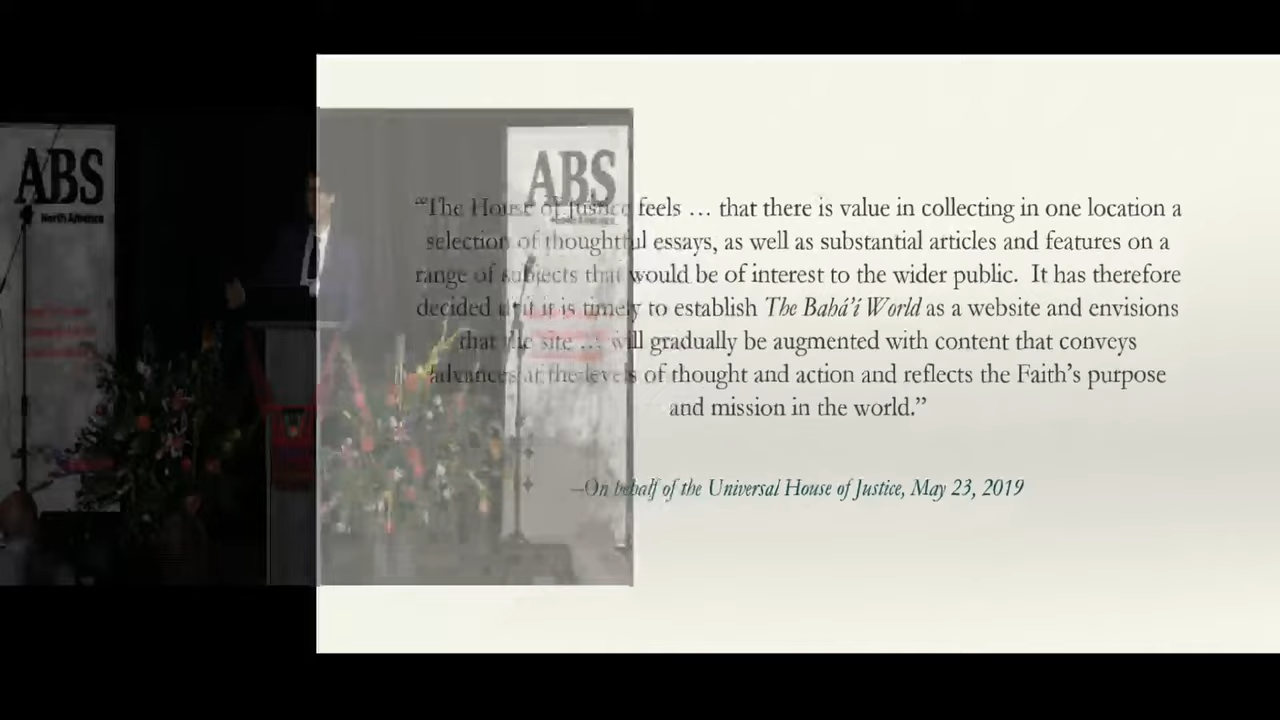 ABS
North America
ABS
“The House of Justice feels … that there is value in collecting in one location a
selection of thoughtful essays, as well as substantial articles and features on a
range of subjects that would be of interest to the wider public. It has therefore
decided that it is timely to establish The Bahá’í World as a website and envisions
that the site … will gradually be augmented with content that conveys
advances at the levels of thought and action and reflects the Faith’s purpose
and mission in the world.”
–On behalf of the Universal House of Justice, May 23, 2019